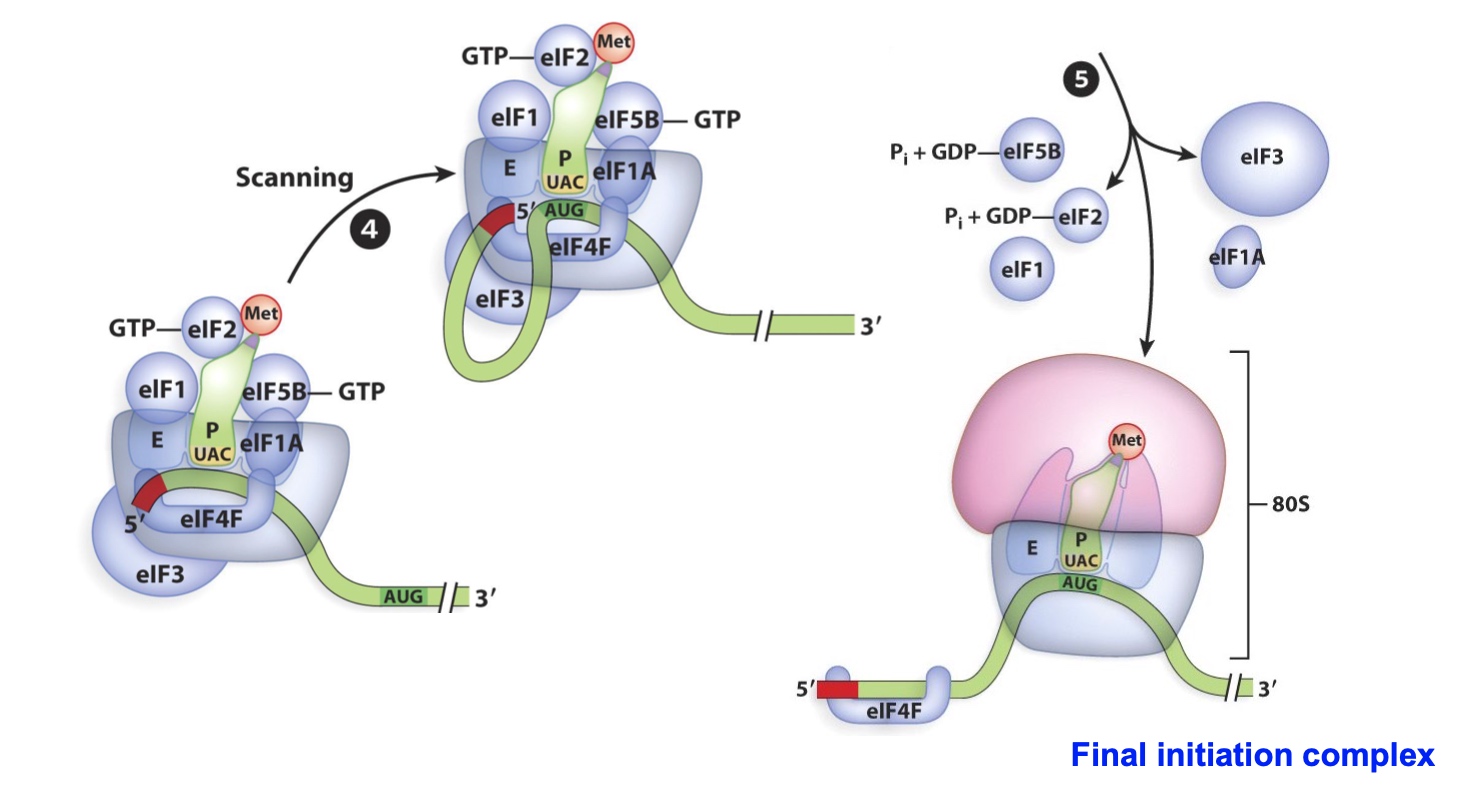 GTP
eIF2
Met
eIF1
eIF5B
GTP
E
P
eIF1A
UAC
5′
AUG
eIF4F
eIF3
3′
Scanning
4
GTP
eIF2
Met
eIF1
eIF5B
GTP
E
P
eIF1A
UAC
5′
eIF4F
eIF3
AUG
3′
5
Pi + GDP
eIF5B
eIF3
Pi + GDP
eIF2
eIF1
eIF1A
Met
80S
E
P
UAC
AUG
5′
eIF4F
3′
Final initiation complex